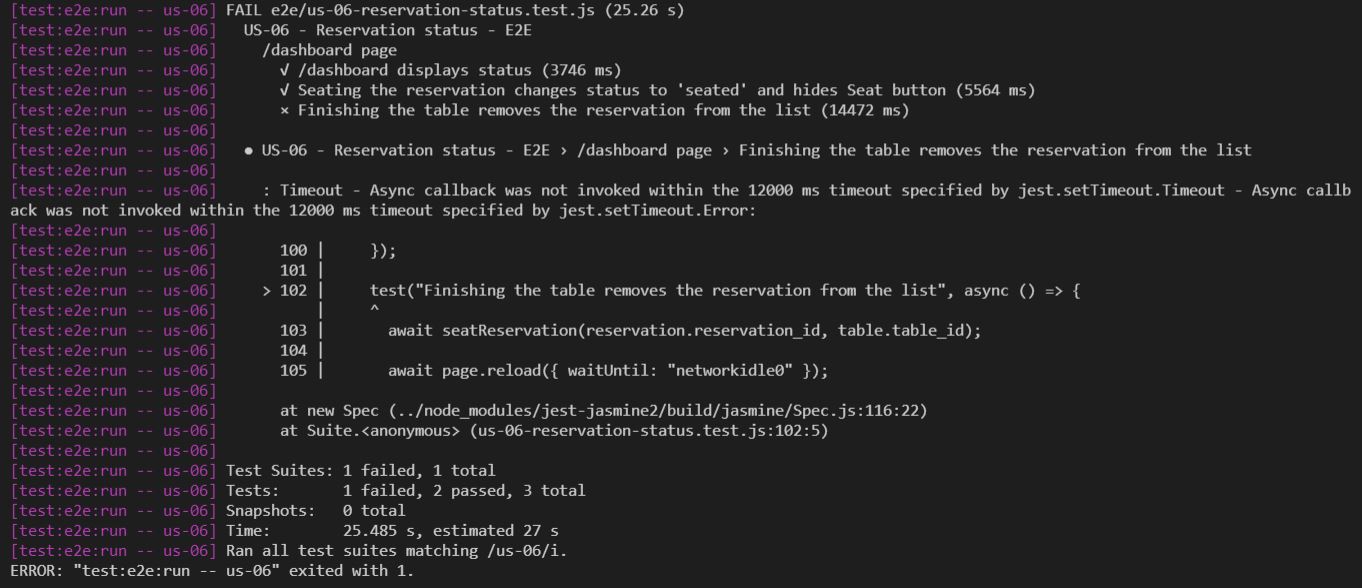 [test:e2e:run -- us-06] FAIL e2e/us-06-reservation-status.test.js (25.26 s)
[test:e2e:run -- us-06]   US-06 - Reservation status - E2E
[test:e2e:run -- us-06]     /dashboard page
[test:e2e:run -- us-06]       √ /dashboard displays status (3746 ms)
[test:e2e:run -- us-06]       √ Seating the reservation changes status to 'seated' and hides Seat button (5564 ms)
[test:e2e:run -- us-06]       × Finishing the table removes the reservation from the list (14472 ms)
[test:e2e:run -- us-06]
[test:e2e:run -- us-06]   ● US-06 - Reservation status - E2E › /dashboard page › Finishing the table removes the reservation from the list
[test:e2e:run -- us-06]
[test:e2e:run -- us-06]     : Timeout - Async callback was not invoked within the 12000 ms timeout specified by jest.setTimeout.Timeout - Async callb
ack was not invoked within the 12000 ms timeout specified by jest.setTimeout.Error:
[test:e2e:run -- us-06]
[test:e2e:run -- us-06]       100 |     });
[test:e2e:run -- us-06]       101 |
[test:e2e:run -- us-06]     > 102 |     test("Finishing the table removes the reservation from the list", async () => {
[test:e2e:run -- us-06]           |     ^
[test:e2e:run -- us-06]       103 |       await seatReservation(reservation.reservation_id, table.table_id);
[test:e2e:run -- us-06]       104 |
[test:e2e:run -- us-06]       105 |       await page.reload({ waitUntil: "networkidle0" });
[test:e2e:run -- us-06]
[test:e2e:run -- us-06]       at new Spec (../node_modules/jest-jasmine2/build/jasmine/Spec.js:116:22)
[test:e2e:run -- us-06]       at Suite.<anonymous> (us-06-reservation-status.test.js:102:5)
[test:e2e:run -- us-06]
[test:e2e:run -- us-06] Test Suites: 1 failed, 1 total
[test:e2e:run -- us-06] Tests:       1 failed, 2 passed, 3 total
[test:e2e:run -- us-06] Snapshots:   0 total
[test:e2e:run -- us-06] Time:        25.485 s, estimated 27 s
[test:e2e:run -- us-06] Ran all test suites matching /us-06/i.
ERROR: "test:e2e:run -- us-06" exited with 1.